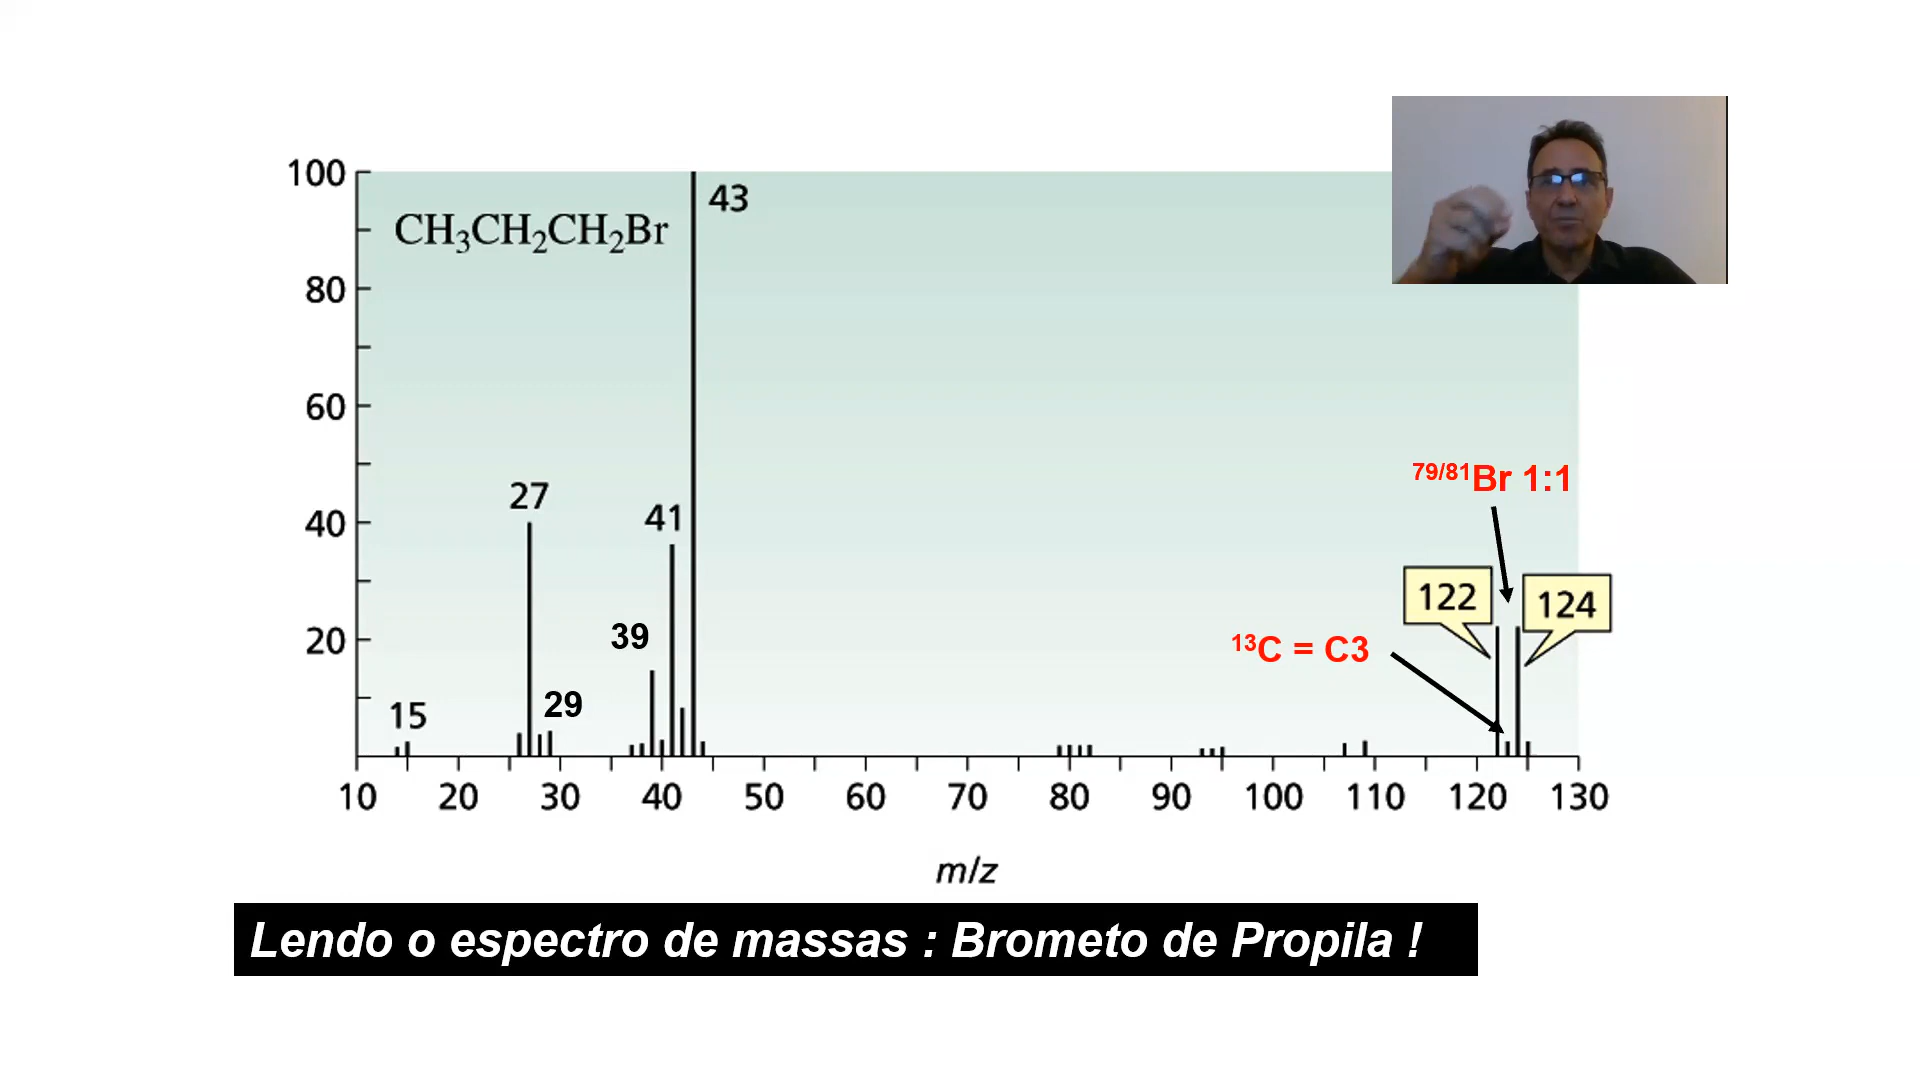 100
43
CH₃CH₂CH₂Br
80
60
⁷⁹/⁸¹Br 1:1
27
41
40
122
124
39
¹³C = C3
20
29
15
10 20 30 40 50 60 70 80 90 100 110 120 130
m/z
Lendo o espectro de massas : Brometo de Propila !